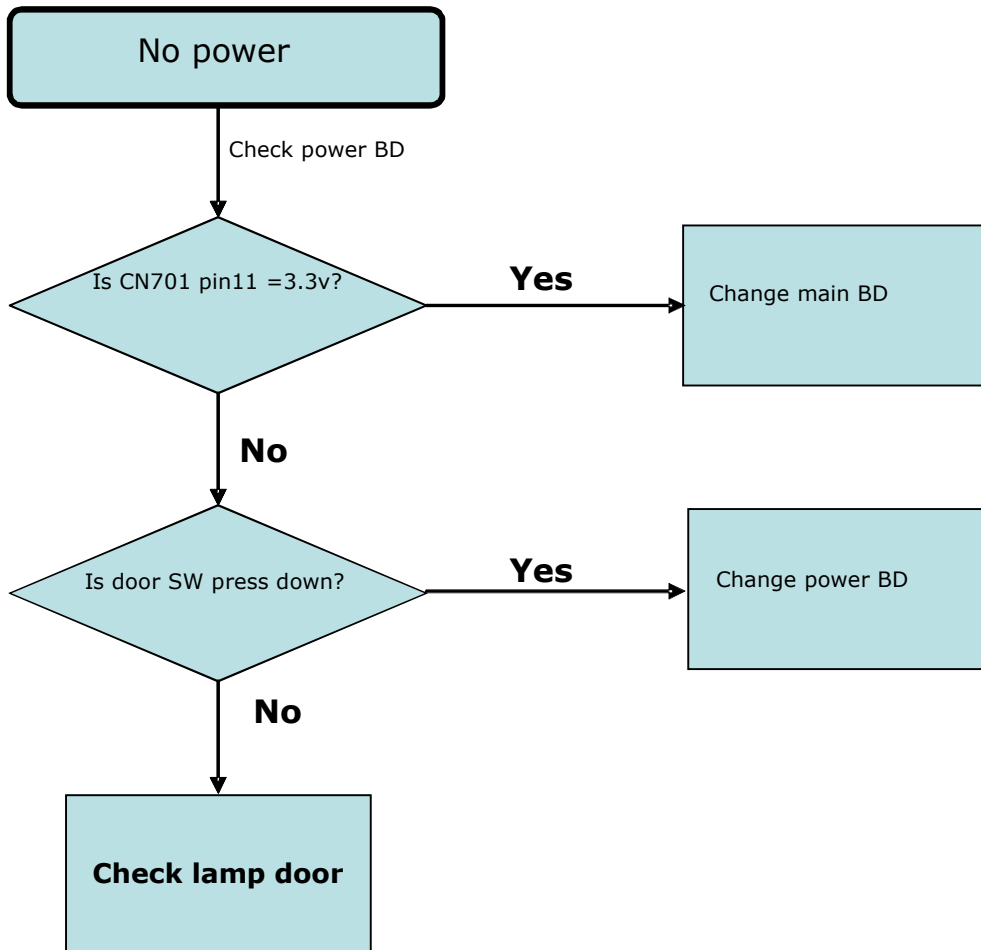 No power
Check power BD
Is CN701 pin11 =3.3v?
Yes
Change main BD
No
Is door SW press down?
Yes
Change power BD
No
Check lamp door